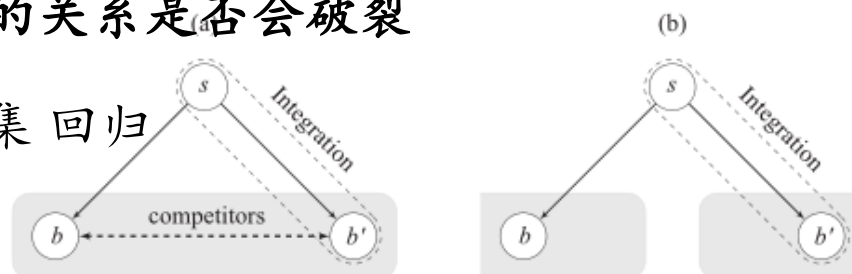 的关系是否会破裂
(a)
(b)
s
s
Integration
Integration
集 回归
competitors
b
b'
b
b'